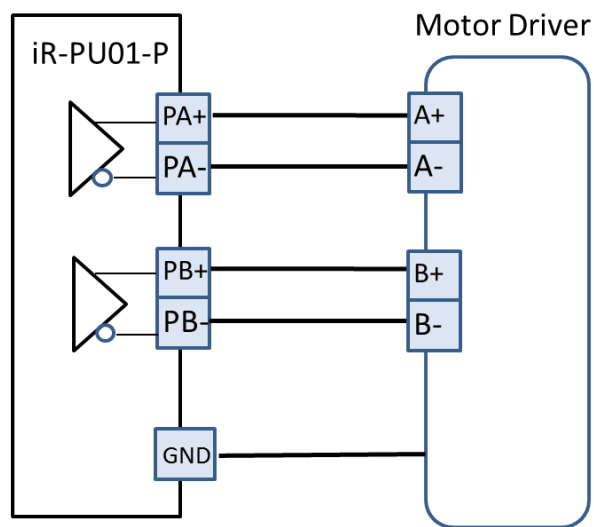 Motor Driver
iR-PU01-P
PA+
A+
PA-
A-
PB+
B+
PB-
B-
GND